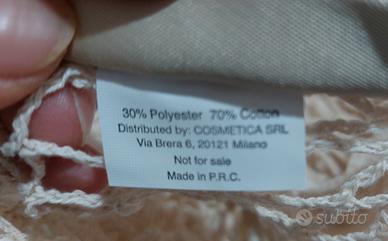 30% Polyester 70% Cotton
Distributed by: COSMETICA SRL
Via Brera 6, 20121 Milano
Not for sale
Made in P.R.C.
subito